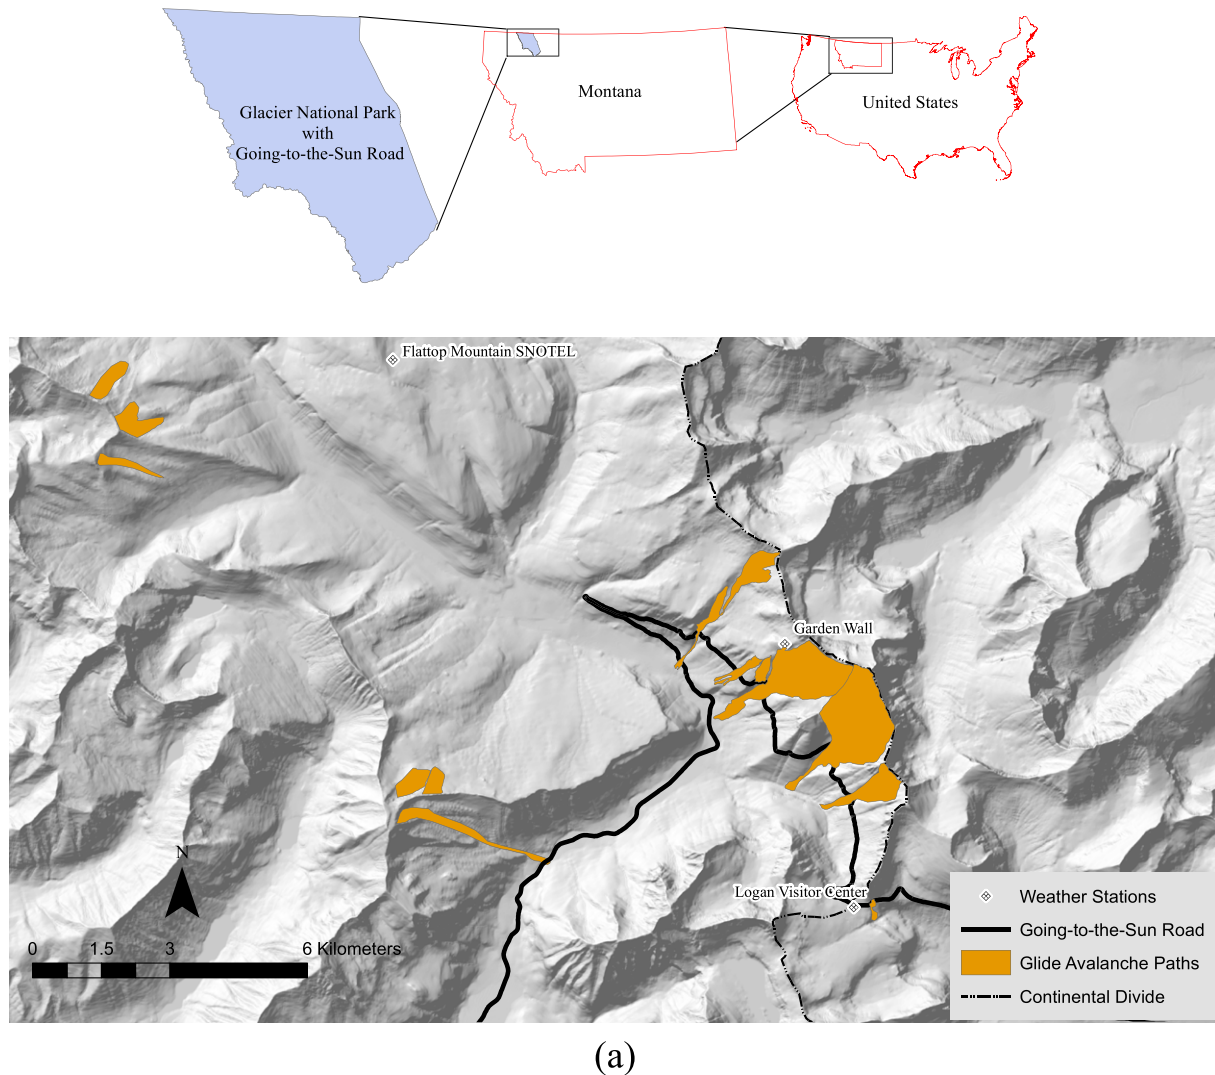 Glacier National Park
with
Going-to-the-Sun Road
Montana
United States
Flattop Mountain SNOTEL
Garden Wall
Logan Visitor Center
N
0 1.5 3 6 Kilometers
Weather Stations
Going-to-the-Sun Road
Glide Avalanche Paths
Continental Divide
(a)